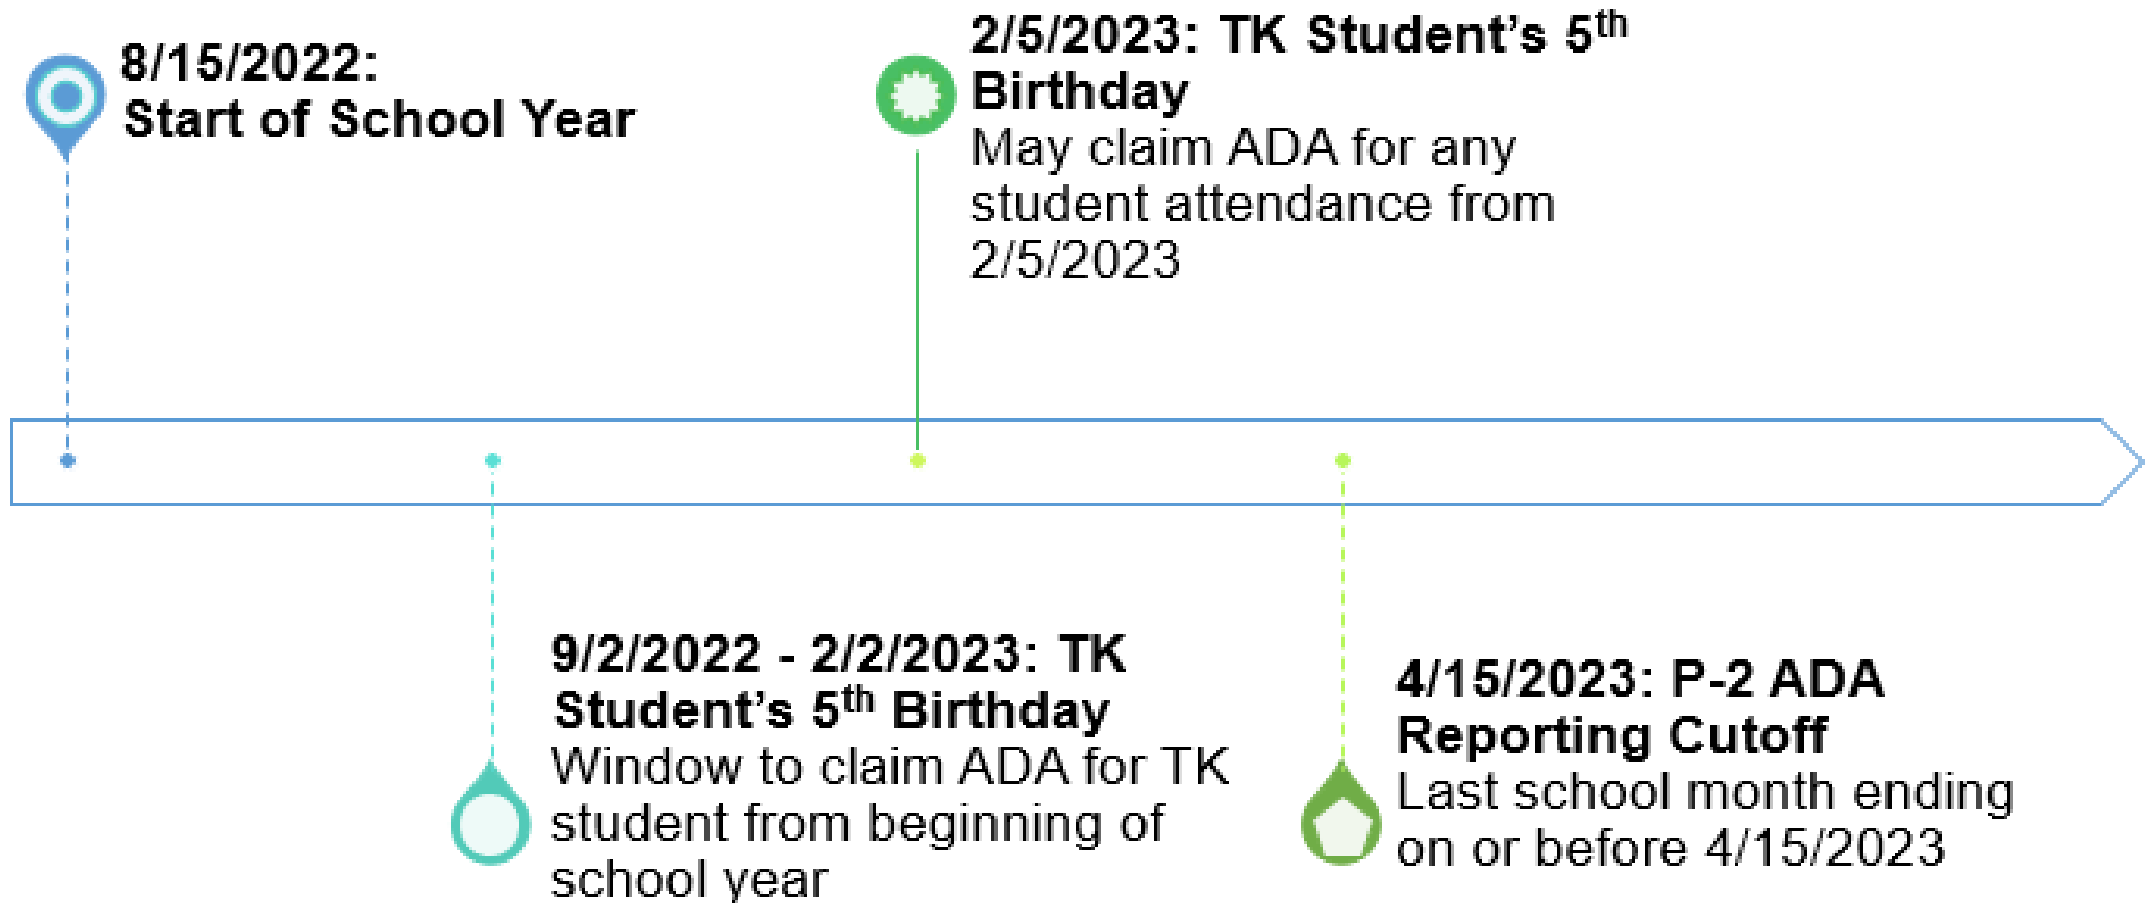 8/15/2022:
Start of School Year
2/5/2023: TK Student’s 5th
Birthday
May claim ADA for any
student attendance from
2/5/2023
9/2/2022 - 2/2/2023: TK
Student’s 5th Birthday
Window to claim ADA for TK
student from beginning of
school year
4/15/2023: P-2 ADA
Reporting Cutoff
Last school month ending
on or before 4/15/2023